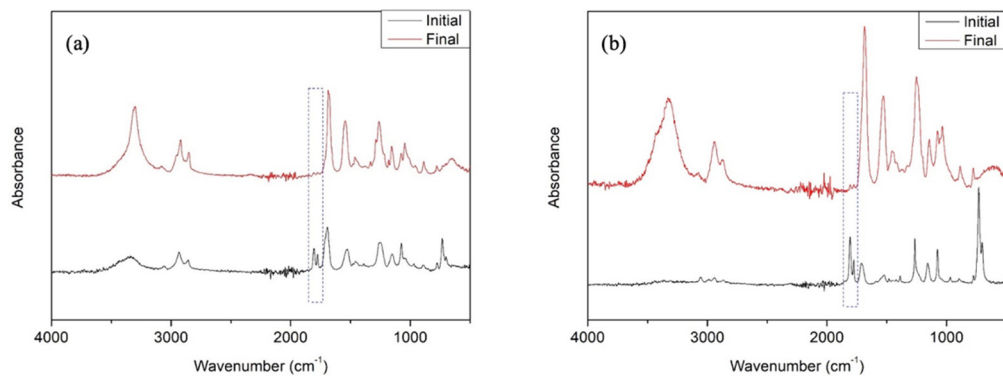 (a)
Initial
Final
Absorbance
4000 3000 2000 1000
Wavenumber (cm⁻¹)
(b)
Initial
Final
Absorbance
4000 3000 2000 1000
Wavenumber (cm⁻¹)